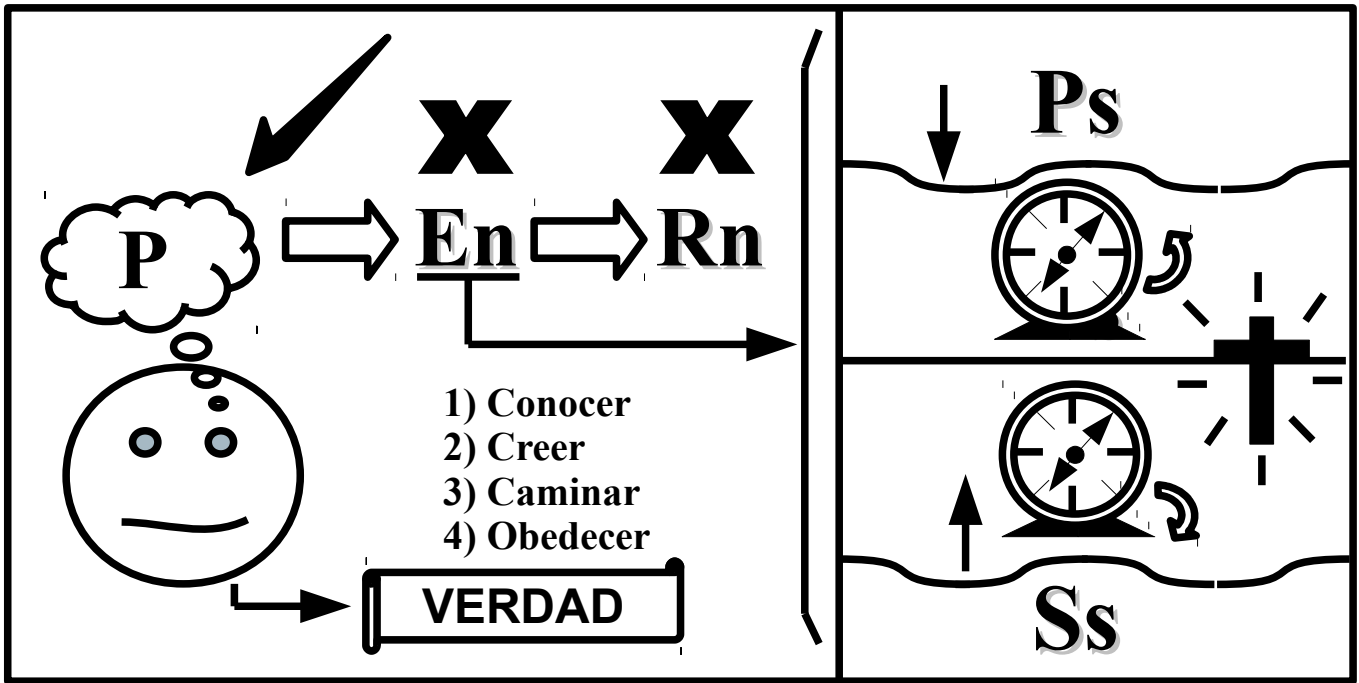 P
En
Rn
1) Conocer
2) Creer
3) Caminar
4) Obedecer
VERDAD
Ps
Ss